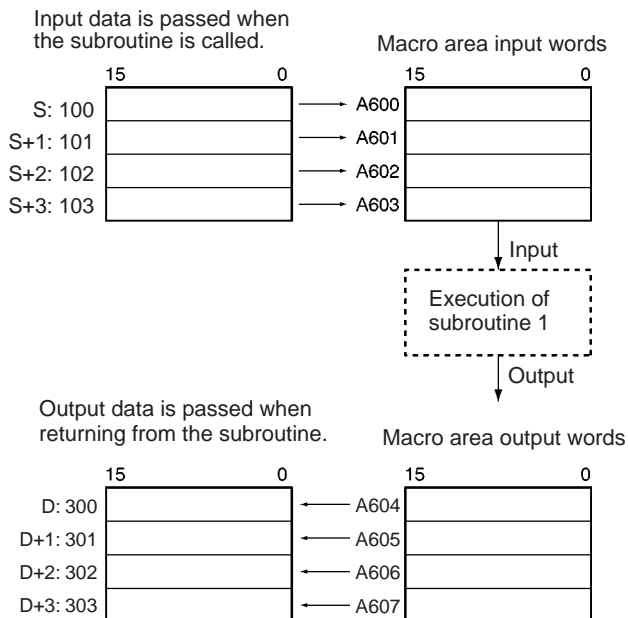 Input data is passed when
the subroutine is called.
Macro area input words
15 0
15 0
S: 100 A600
S+1: 101 A601
S+2: 102 A602
S+3: 103 A603
Input
Execution of
subroutine 1
Output
Output data is passed when
returning from the subroutine.
Macro area output words
15 0
15 0
D: 300 A604
D+1: 301 A605
D+2: 302 A606
D+3: 303 A607